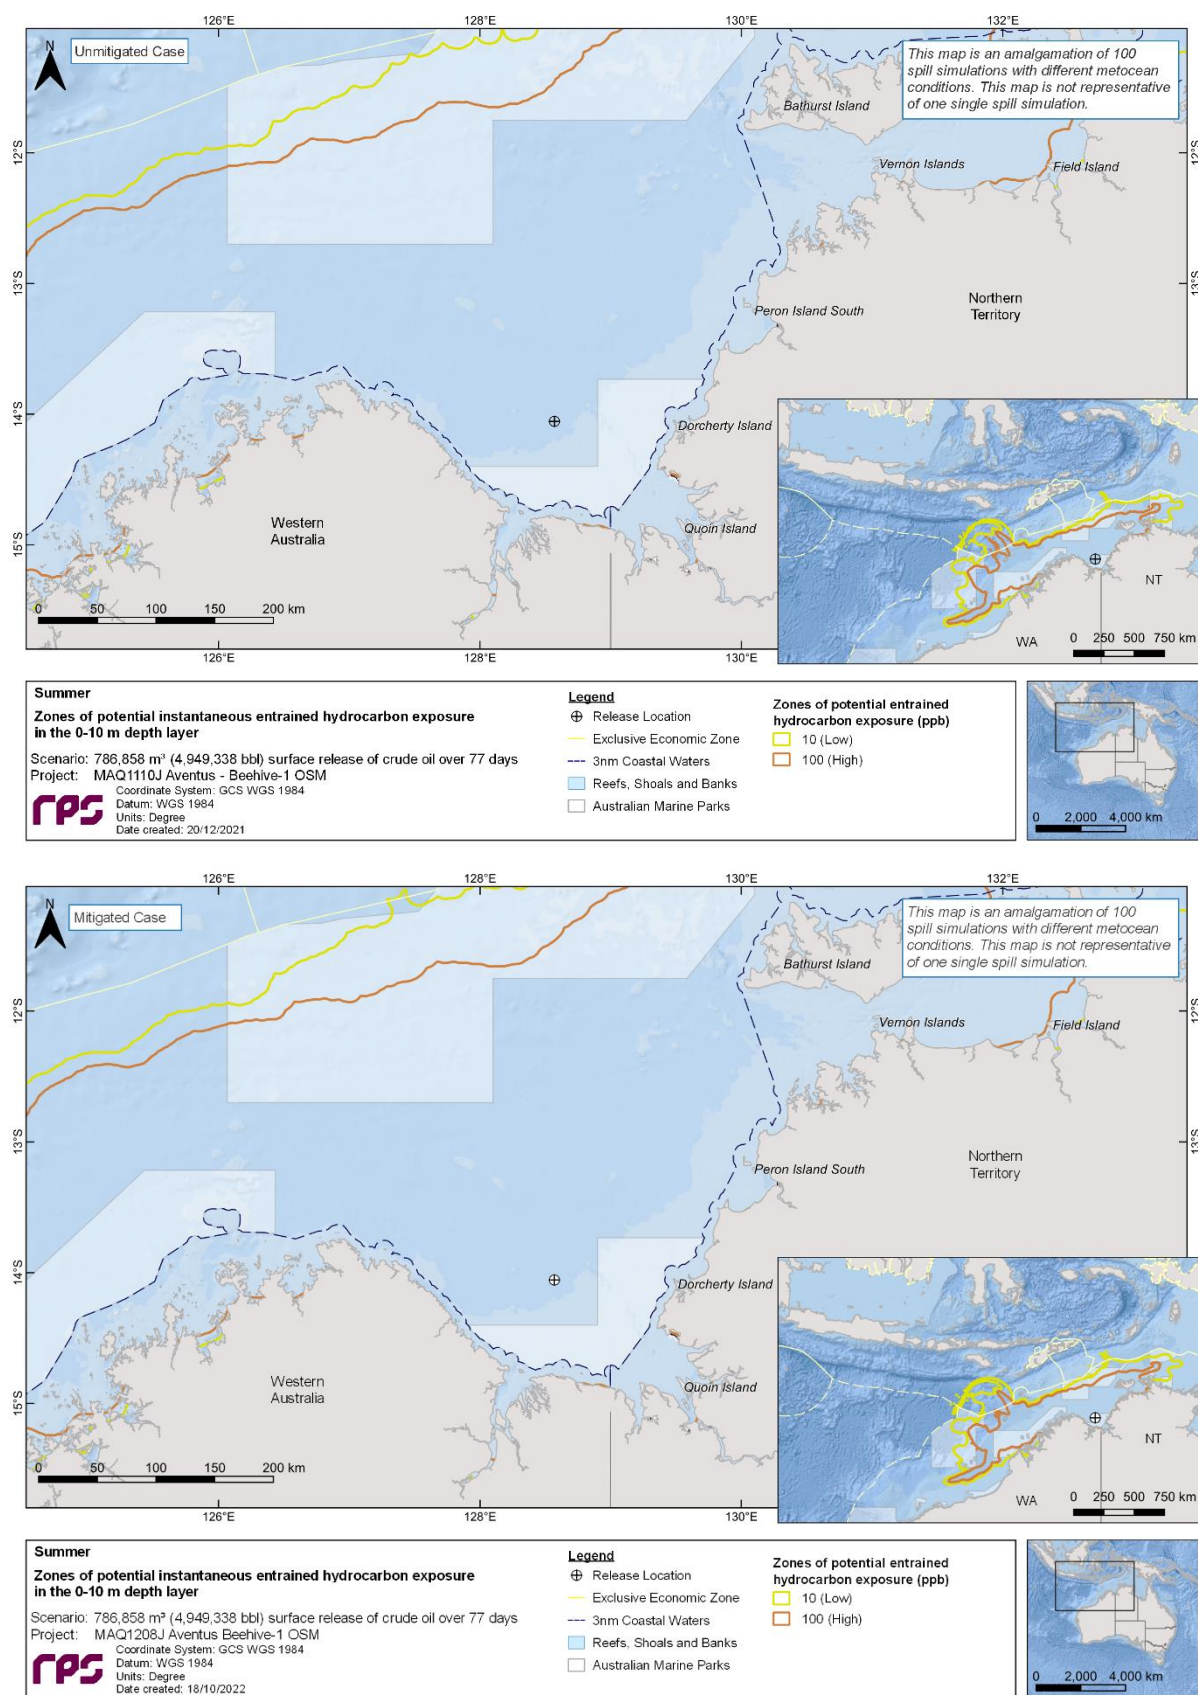 126°E
128°E
130°E
132°E
N
Unmitigated Case
This map is an amalgamation of 100
spill simulations with different metocean
conditions. This map is not representative
of one single spill simulation.
Bathurst Island
12°S
12°S
Vernon Islands
Field Island
13°S
13°S
Northern
Territory
Peron Island South
14°S
Dorcherty Island
Western
Australia
Quoin Island
15°S
NT
WA
0 50 100 150 200 km
0 250 500 750 km
126°E
128°E
130°E
Summer
Zones of potential instantaneous entrained hydrocarbon exposure
in the 0-10 m depth layer
Scenario: 786,858 m³ (4,949,338 bbl) surface release of crude oil over 77 days
Project: MAQ1110J Aventus - Beehive-1 OSM
Coordinate System: GCS WGS 1984
Datum: WGS 1984
Units: Degree
Date created: 20/12/2021
rps
Legend
Release Location
Exclusive Economic Zone
3nm Coastal Waters
Reefs, Shoals and Banks
Australian Marine Parks
Zones of potential entrained
hydrocarbon exposure (ppb)
10 (Low)
100 (High)
0 2,000 4,000 km
126°E
128°E
130°E
132°E
N
Mitigated Case
This map is an amalgamation of 100
spill simulations with different metocean
conditions. This map is not representative
of one single spill simulation.
Bathurst Island
12°S
12°S
Vernon Islands
Field Island
13°S
13°S
Northern
Territory
Peron Island South
14°S
Dorcherty Island
Western
Australia
Quoin Island
15°S
NT
WA
0 50 100 150 200 km
0 250 500 750 km
126°E
128°E
130°E
Summer
Zones of potential instantaneous entrained hydrocarbon exposure
in the 0-10 m depth layer
Scenario: 786,858 m³ (4,949,338 bbl) surface release of crude oil over 77 days
Project: MAQ1208J Aventus Beehive-1 OSM
Coordinate System: GCS WGS 1984
Datum: WGS 1984
Units: Degree
Date created: 18/10/2022
rps
Legend
Release Location
Exclusive Economic Zone
3nm Coastal Waters
Reefs, Shoals and Banks
Australian Marine Parks
Zones of potential entrained
hydrocarbon exposure (ppb)
10 (Low)
100 (High)
0 2,000 4,000 km